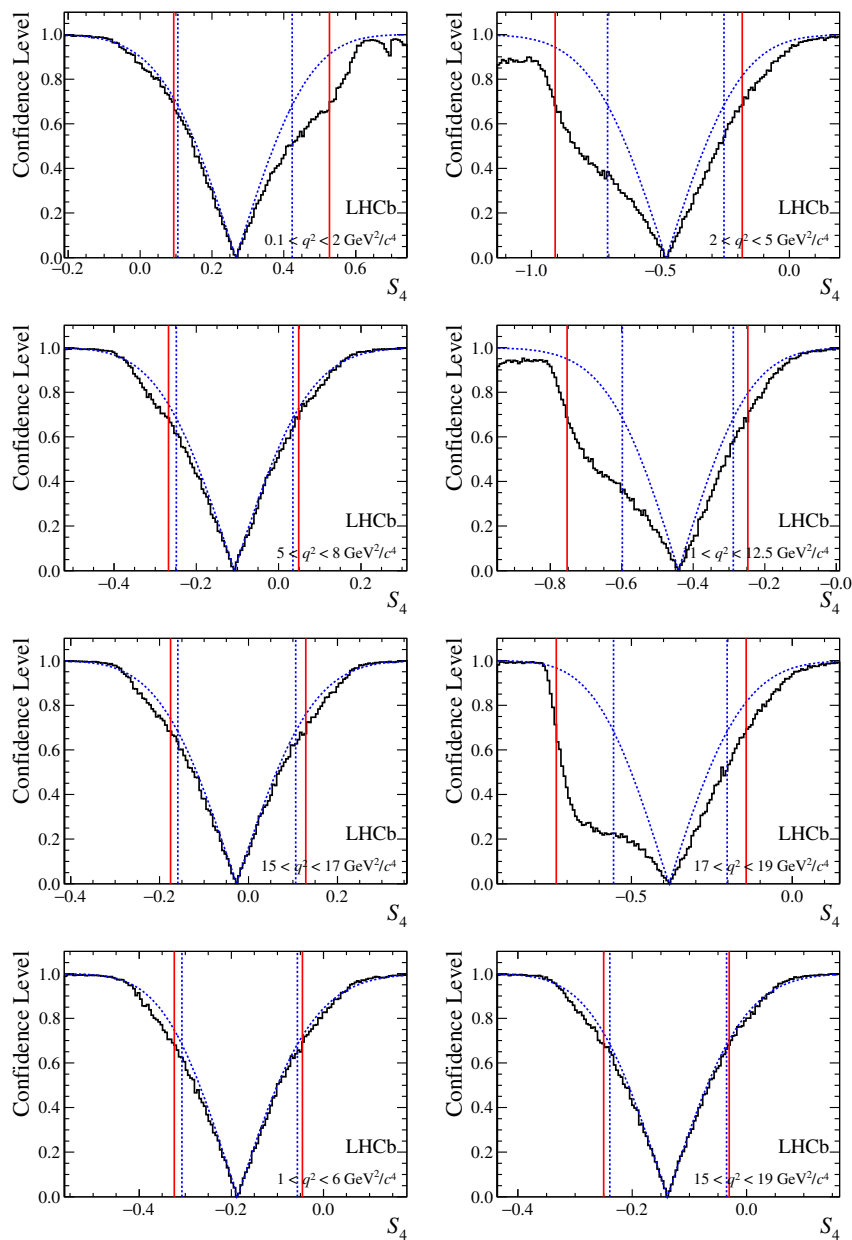 Confidence Level
1.0
0.8
0.6
0.4
0.2
0.0
LHCb
0.1 < q² < 2 GeV²/c⁴
−0.2 0.0 0.2 0.4 0.6
S₄
Confidence Level
1.0
0.8
0.6
0.4
0.2
0.0
LHCb
2 < q² < 5 GeV²/c⁴
−1.0 −0.5 0.0
S₄
Confidence Level
1.0
0.8
0.6
0.4
0.2
0.0
LHCb
5 < q² < 8 GeV²/c⁴
−0.4 −0.2 0.0 0.2
S₄
Confidence Level
1.0
0.8
0.6
0.4
0.2
0.0
LHCb
1 < q² < 12.5 GeV²/c⁴
−0.8 −0.6 −0.4 −0.2 0.0
S₄
Confidence Level
1.0
0.8
0.6
0.4
0.2
0.0
LHCb
15 < q² < 17 GeV²/c⁴
−0.4 −0.2 0.0 0.2
S₄
Confidence Level
1.0
0.8
0.6
0.4
0.2
0.0
LHCb
17 < q² < 19 GeV²/c⁴
−0.5 0.0
S₄
Confidence Level
1.0
0.8
0.6
0.4
0.2
0.0
LHCb
1 < q² < 6 GeV²/c⁴
−0.4 −0.2 0.0
S₄
Confidence Level
1.0
0.8
0.6
0.4
0.2
0.0
LHCb
15 < q² < 19 GeV²/c⁴
−0.4 −0.2 0.0
S₄